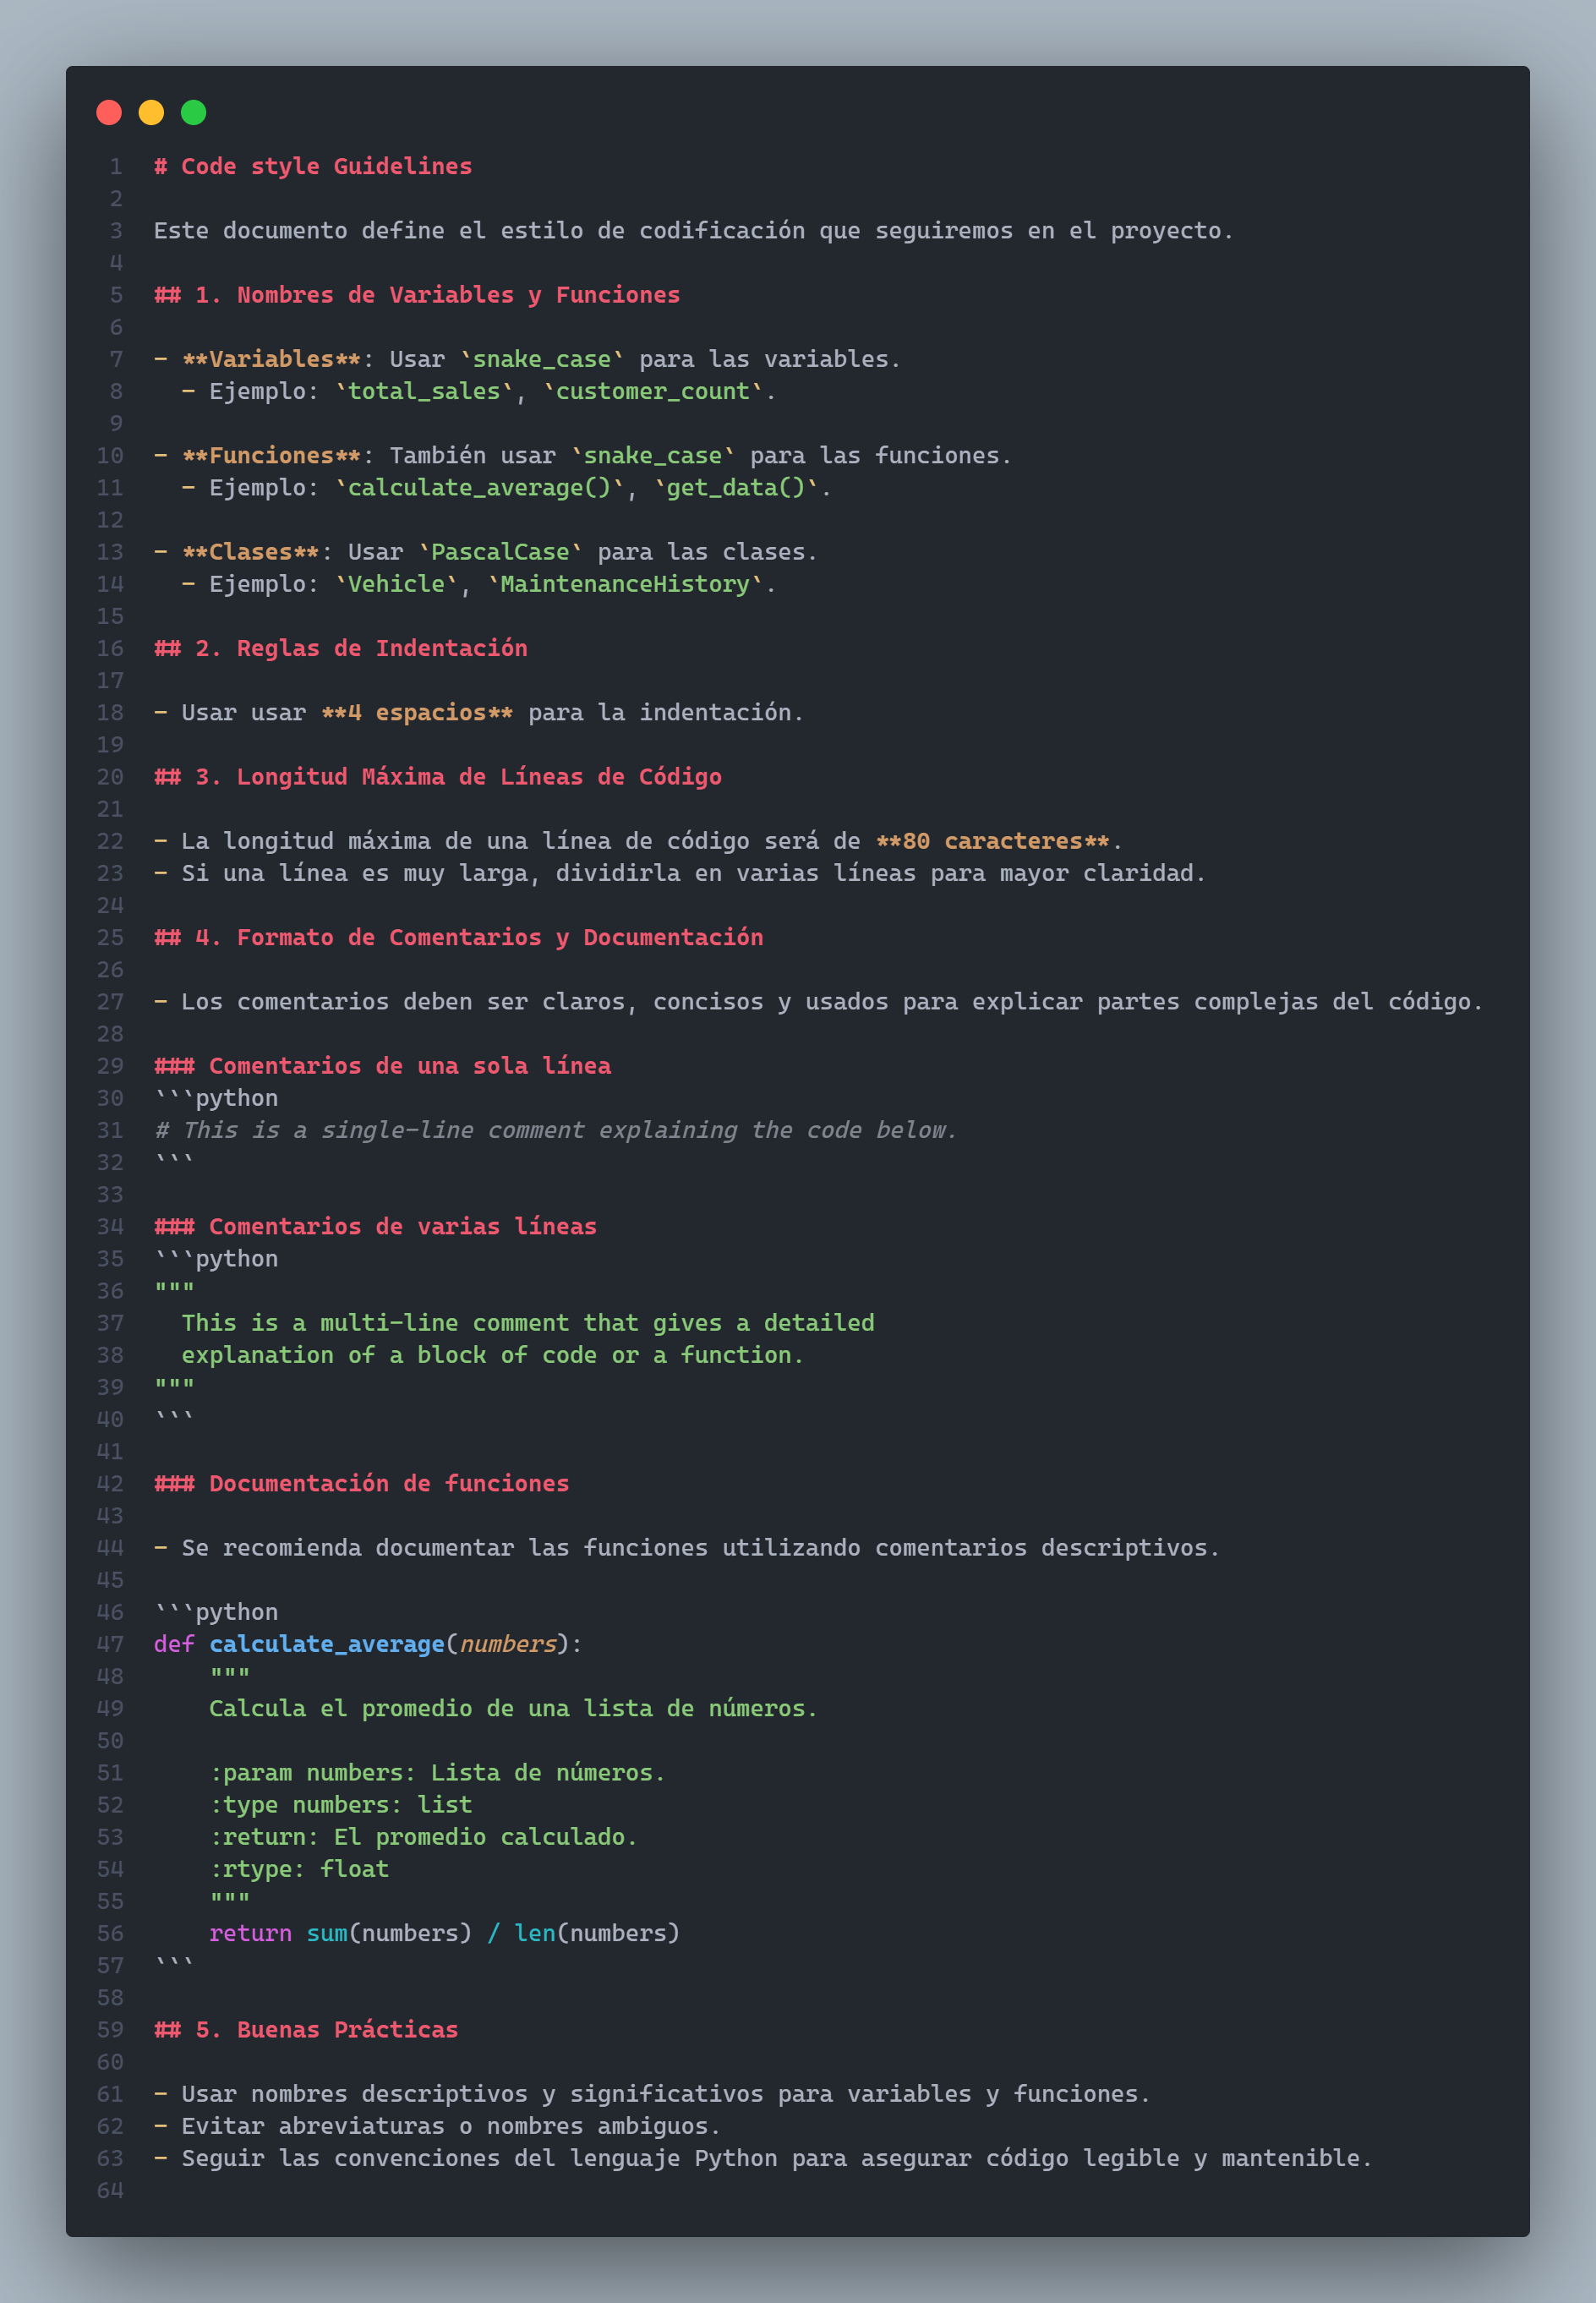 1 # Code style Guidelines
2
3 Este documento define el estilo de codificación que seguiremos en el proyecto.
4
5 ## 1. Nombres de Variables y Funciones
6
7 - **Variables**: Usar `snake_case` para las variables.
8   - Ejemplo: `total_sales`, `customer_count`.
9
10 - **Funciones**: También usar `snake_case` para las funciones.
11   - Ejemplo: `calculate_average()`, `get_data()`.
12
13 - **Clases**: Usar `PascalCase` para las clases.
14   - Ejemplo: `Vehicle`, `MaintenanceHistory`.
15
16 ## 2. Reglas de Indentación
17
18 - Usar usar **4 espacios** para la indentación.
19
20 ## 3. Longitud Máxima de Líneas de Código
21
22 - La longitud máxima de una línea de código será de **80 caracteres**.
23 - Si una línea es muy larga, dividirla en varias líneas para mayor claridad.
24
25 ## 4. Formato de Comentarios y Documentación
26
27 - Los comentarios deben ser claros, concisos y usados para explicar partes complejas del código.
28
29 ### Comentarios de una sola línea
30 ```python
31 # This is a single-line comment explaining the code below.
32 ```
33
34 ### Comentarios de varias líneas
35 ```python
36 """
37   This is a multi-line comment that gives a detailed
38   explanation of a block of code or a function.
39 """
40 ```
41
42 ### Documentación de funciones
43
44 - Se recomienda documentar las funciones utilizando comentarios descriptivos.
45
46 ```python
47 def calculate_average(numbers):
48     """
49     Calcula el promedio de una lista de números.
50
51     :param numbers: Lista de números.
52     :type numbers: list
53     :return: El promedio calculado.
54     :rtype: float
55     """
56     return sum(numbers) / len(numbers)
57 ```
58
59 ## 5. Buenas Prácticas
60
61 - Usar nombres descriptivos y significativos para variables y funciones.
62 - Evitar abreviaturas o nombres ambiguos.
63 - Seguir las convenciones del lenguaje Python para asegurar código legible y mantenible.
64